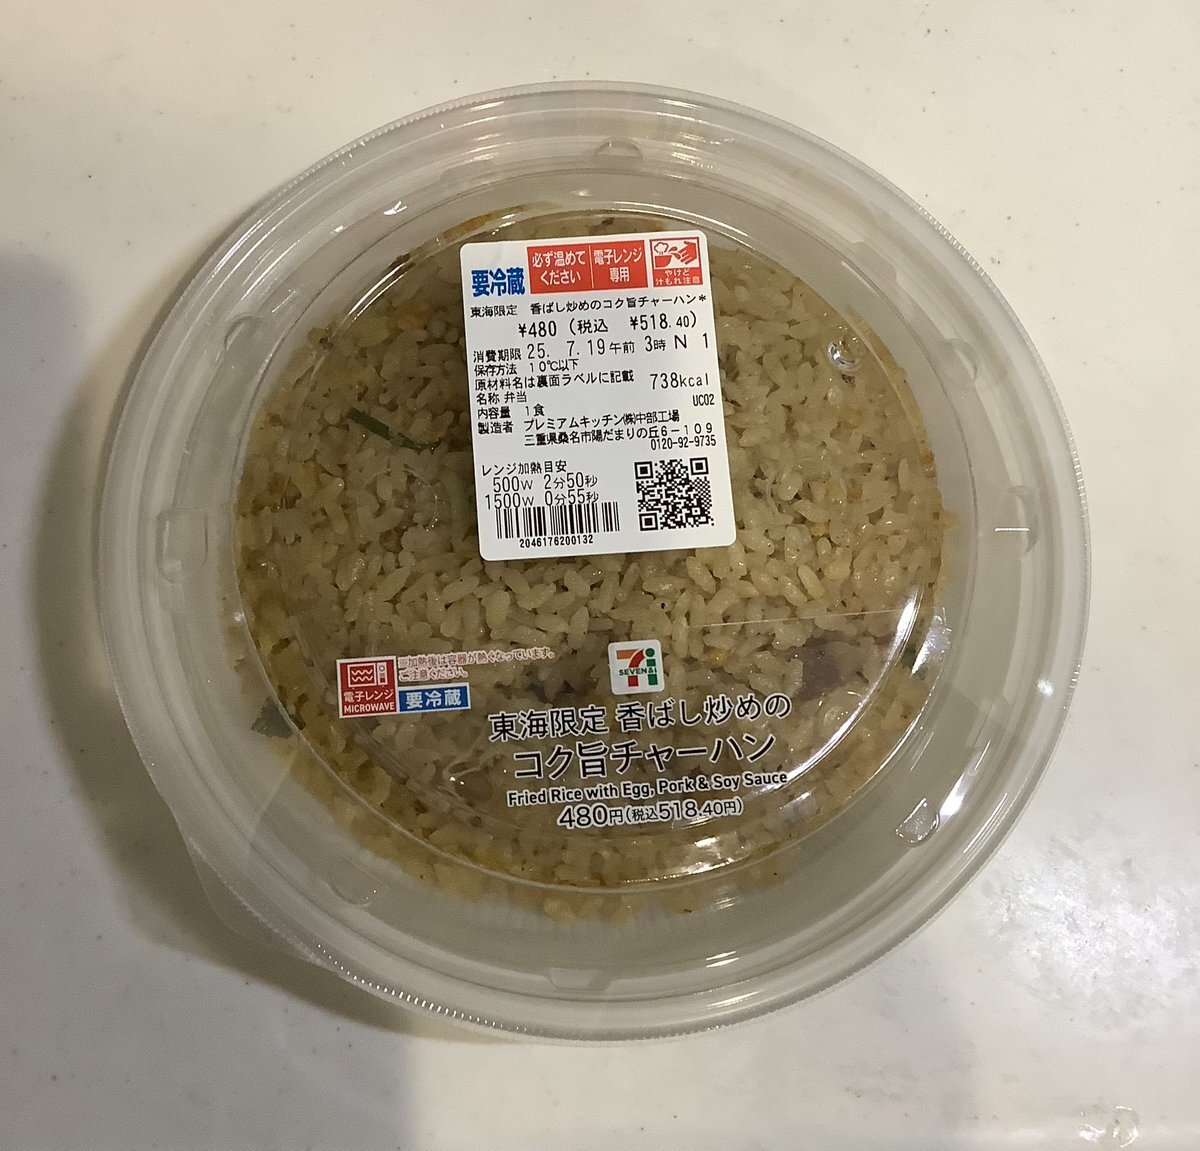 要冷蔵
必ず温めて
ください
電子レンジ
専用
やけど
汁もれ注意
東海限定 香ばし炒めのコク旨チャーハン*
¥480 (税込 ¥518.40)
消費期限 25. 7.19午前 3時 N 1
保存方法 10℃以下
原材料名は裏面ラベルに記載 738kcal
名称 弁当 UC02
内容量 1食
製造者 プレミアムキッチン㈱中部工場
三重県桑名市陽だまりの丘6-109
0120-92-9735
レンジ加熱目安
500W 2分50秒
1500W 0分55秒
2046176200132
電子レンジ
MICROWAVE
※加熱後は容器が熱くなっています。
ご注意ください。
要冷蔵
7i
SEVEN&i
東海限定 香ばし炒めの
コク旨チャーハン
Fried Rice with Egg, Pork & Soy Sauce
480円(税込518.40円)